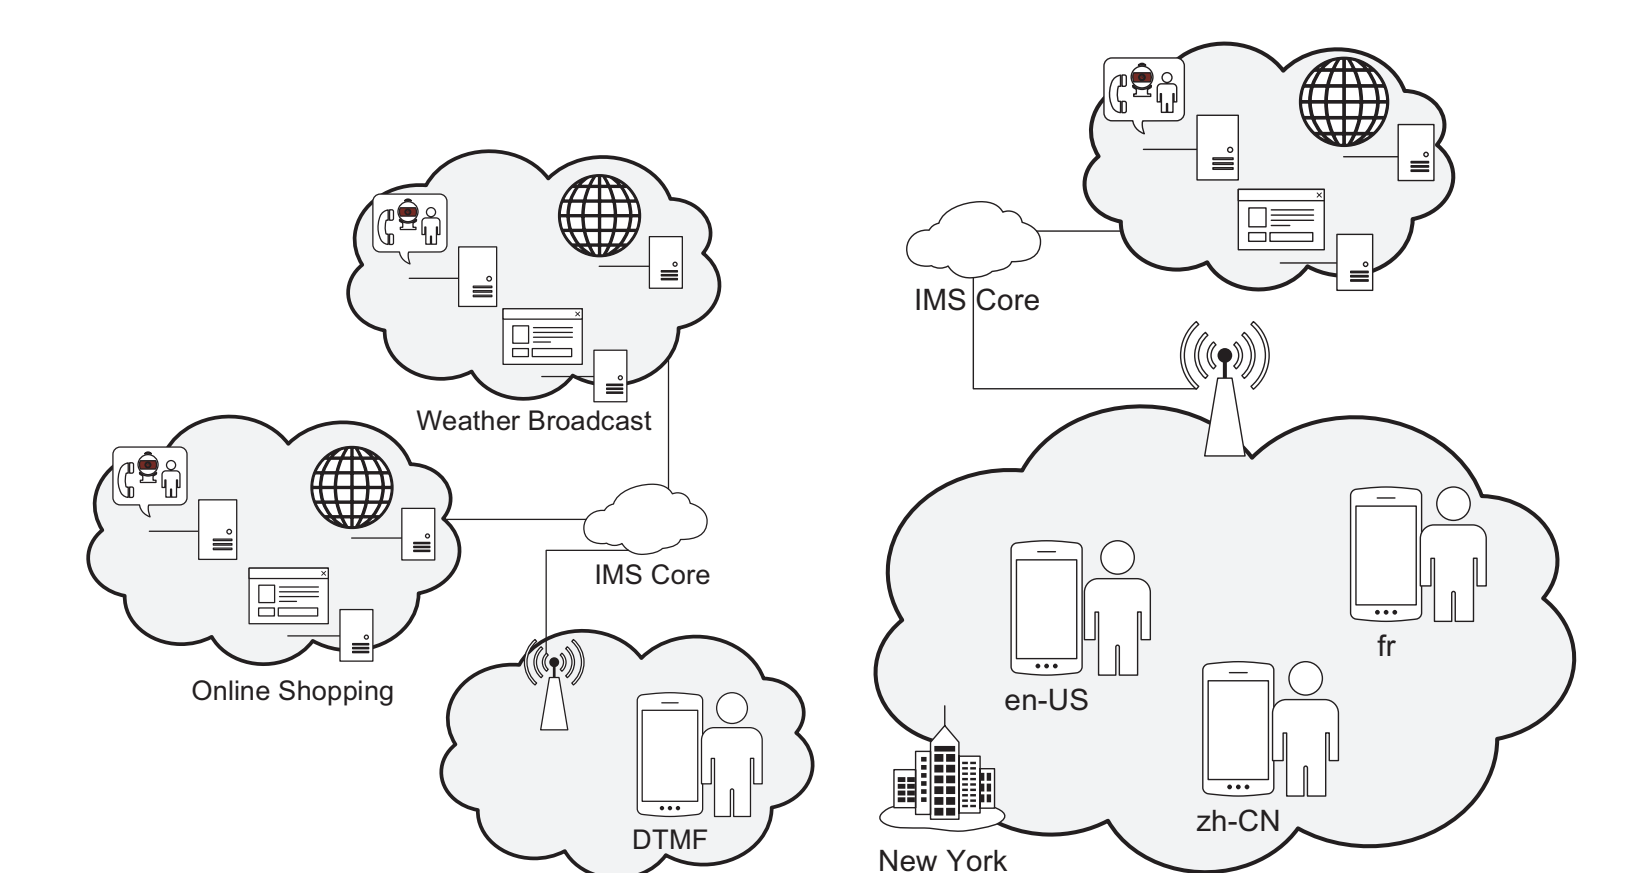 Weather Broadcast
Online Shopping
IMS Core
DTMF
IMS Core
en-US
fr
zh-CN
New York